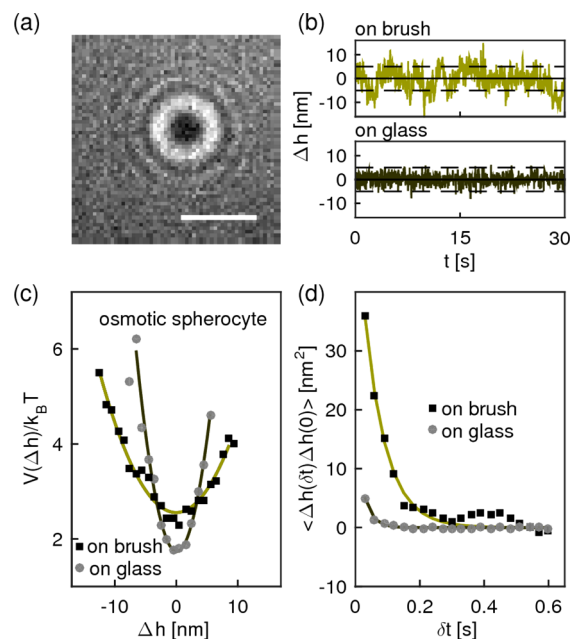 (a)
(b)
on brush
10
0
-10
on glass
10
0
-10
Δh [nm]
0
15
30
t [s]
(c)
osmotic spherocyte
6
4
2
V(Δh)/k_BT
on brush
on glass
-10
0
10
Δh [nm]
(d)
30
20
10
0
-10
<Δh(δt)Δh(0)> [nm²]
on brush
on glass
0
0.2
0.4
0.6
δt [s]